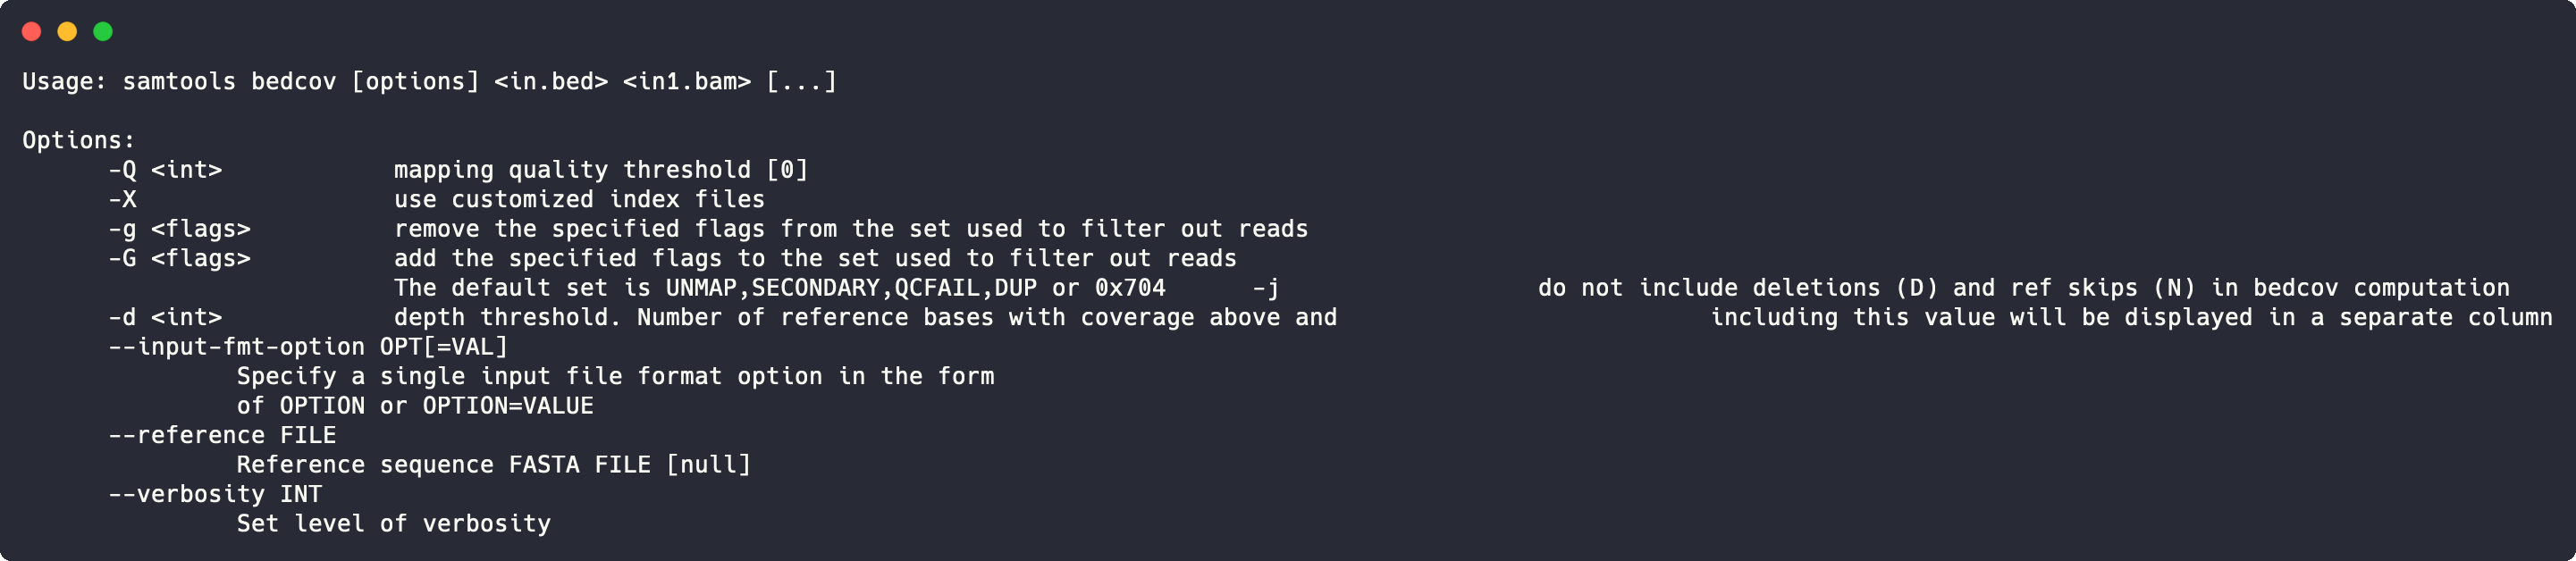 Usage: samtools bedcov [options] <in.bed> <in1.bam> [...]

Options:
      -Q <int>            mapping quality threshold [0]
      -X                  use customized index files
      -g <flags>          remove the specified flags from the set used to filter out reads
      -G <flags>          add the specified flags to the set used to filter out reads
                          The default set is UNMAP,SECONDARY,QCFAIL,DUP or 0x704      -j                  do not include deletions (D) and ref skips (N) in bedcov computation
      -d <int>            depth threshold. Number of reference bases with coverage above and                          including this value will be displayed in a separate column
      --input-fmt-option OPT[=VAL]
               Specify a single input file format option in the form
               of OPTION or OPTION=VALUE
      --reference FILE
               Reference sequence FASTA FILE [null]
      --verbosity INT
               Set level of verbosity